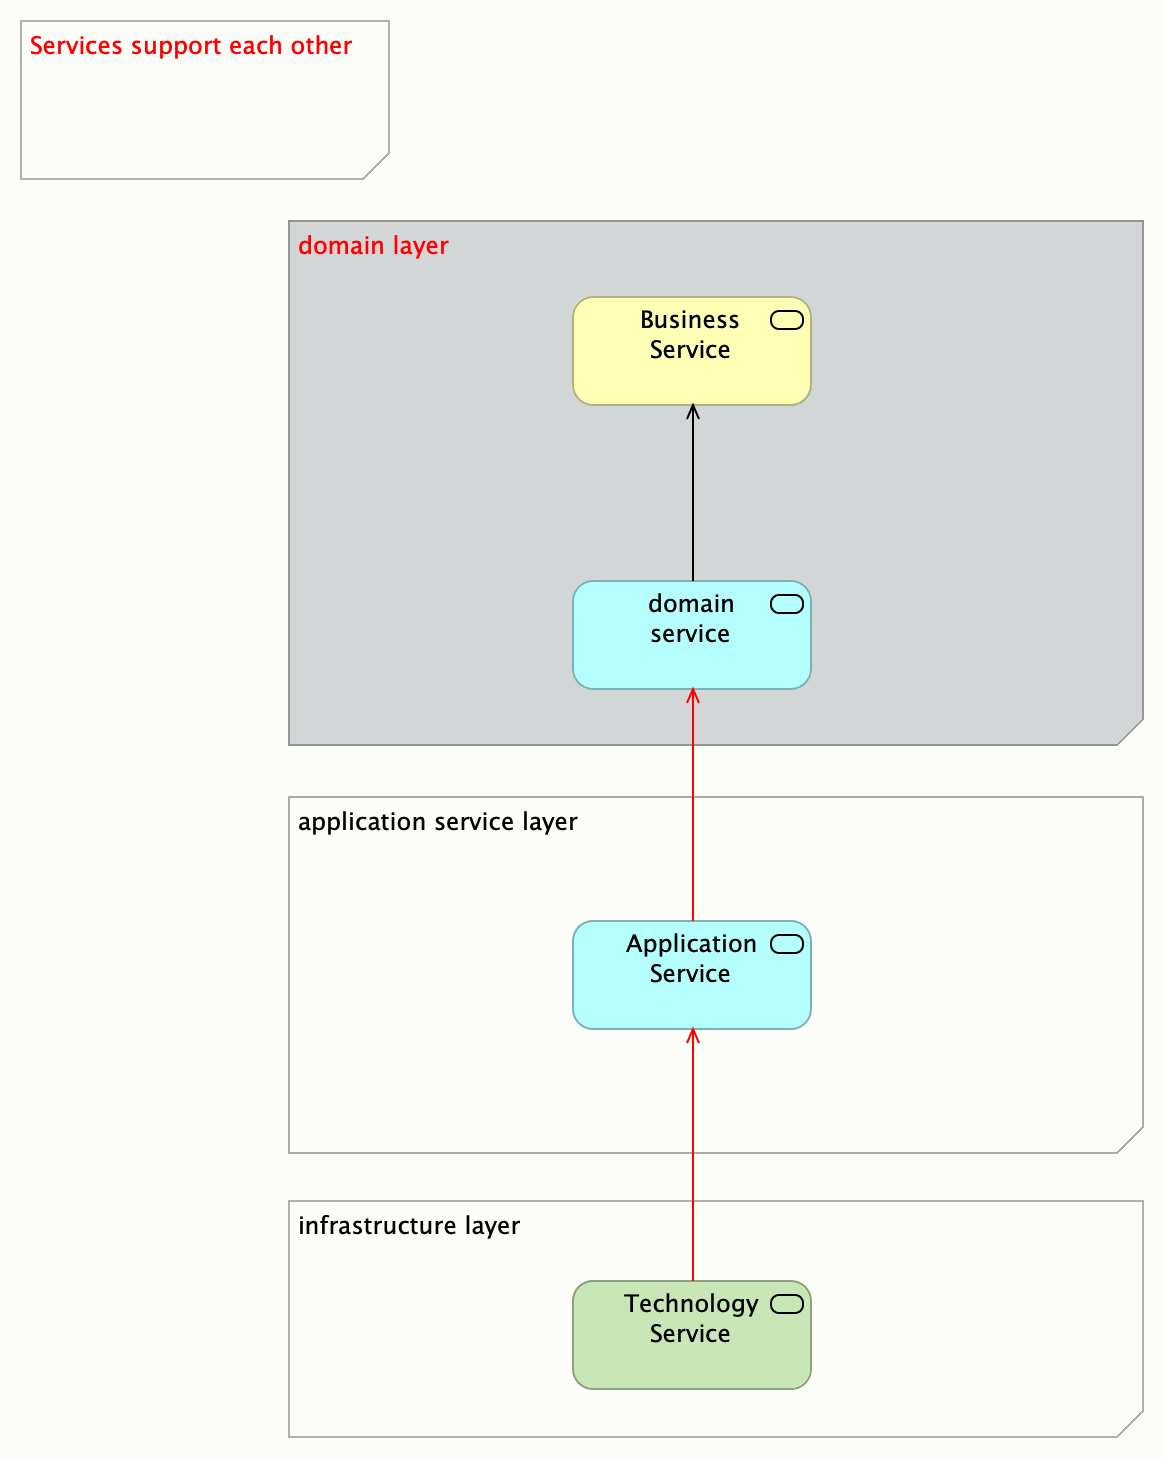 Services support each other
domain layer
Business
Service
domain
service
application service layer
Application
Service
infrastructure layer
Technology
Service